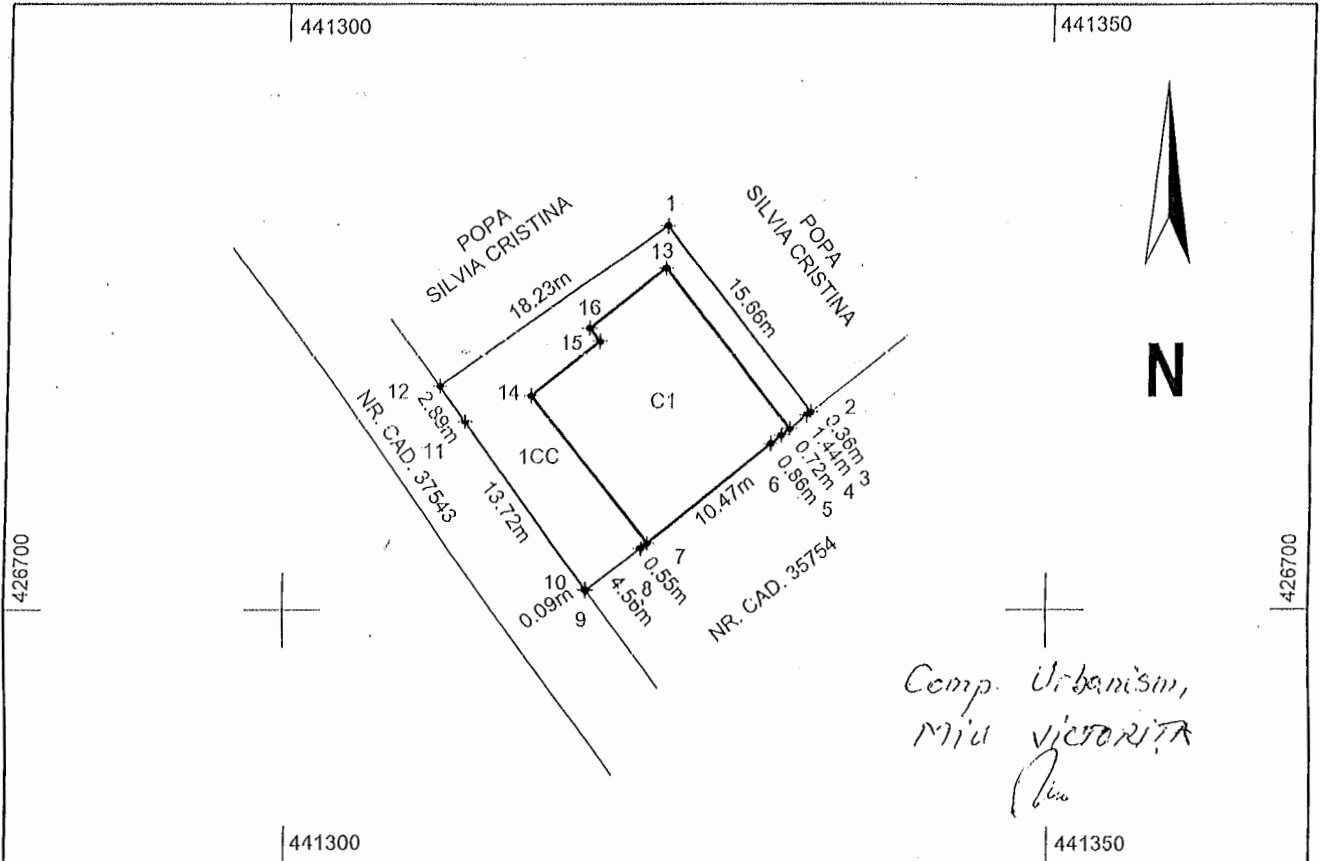 441300
441350
1
POPA
SILVIA CRISTINA
POPA
SILVIA CRISTINA
13
18.23m
15.66m
16
15
N
12
14
C1
2
2.89m
0.36m
11
1.44m
3
NR. CAD. 37543
1CC
0.72m
4
6
0.86m
5
13.72m
10.47m
7
0.55m
8
4.56m
NR. CAD. 35754
10
0.09m
9
426700
426700
Comp. Urbanism,
Miu VICTORIȚA
441300
441350